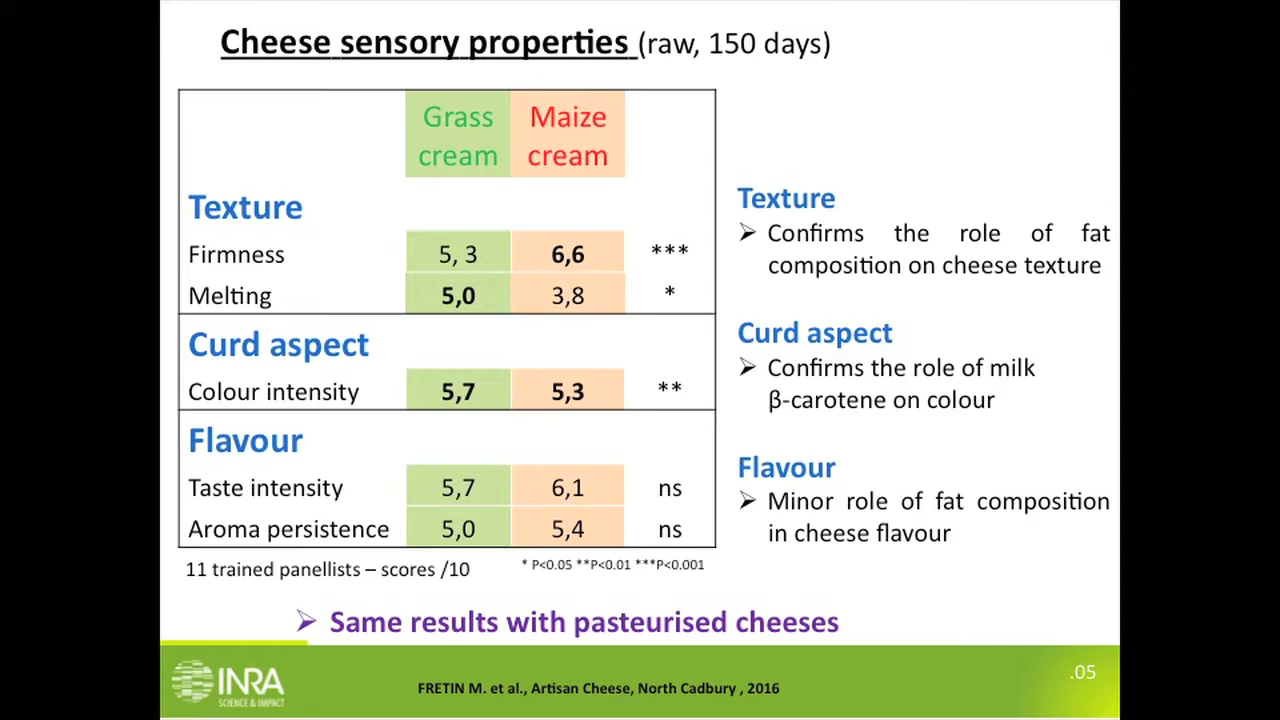 Cheese sensory properties (raw, 150 days)
Grass cream
Maize cream
Texture
Firmness 5, 3 6,6 ***
Melting 5,0 3,8 *
Curd aspect
Colour intensity 5,7 5,3 **
Flavour
Taste intensity 5,7 6,1 ns
Aroma persistence 5,0 5,4 ns
11 trained panellists – scores /10
* P<0.05 **P<0.01 ***P<0.001
Texture
➢ Confirms the role of fat
composition on cheese texture
Curd aspect
➢ Confirms the role of milk
β-carotene on colour
Flavour
➢ Minor role of fat composition
in cheese flavour
➢ Same results with pasteurised cheeses
INRA
SCIENCE & IMPACT
FRETIN M. et al., Artisan Cheese, North Cadbury , 2016
.05